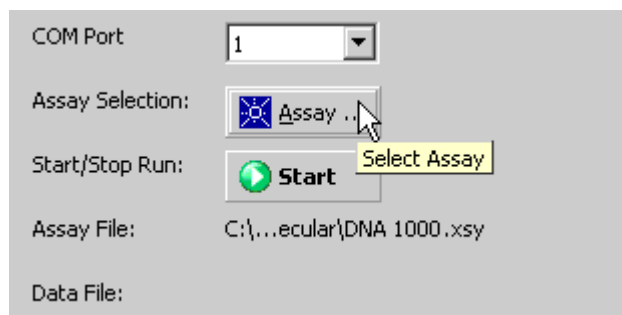 COM Port 1
Assay Selection: Assay ..
Select Assay
Start/Stop Run: Start
Assay File: C:\...ecular\DNA 1000.xsy
Data File: